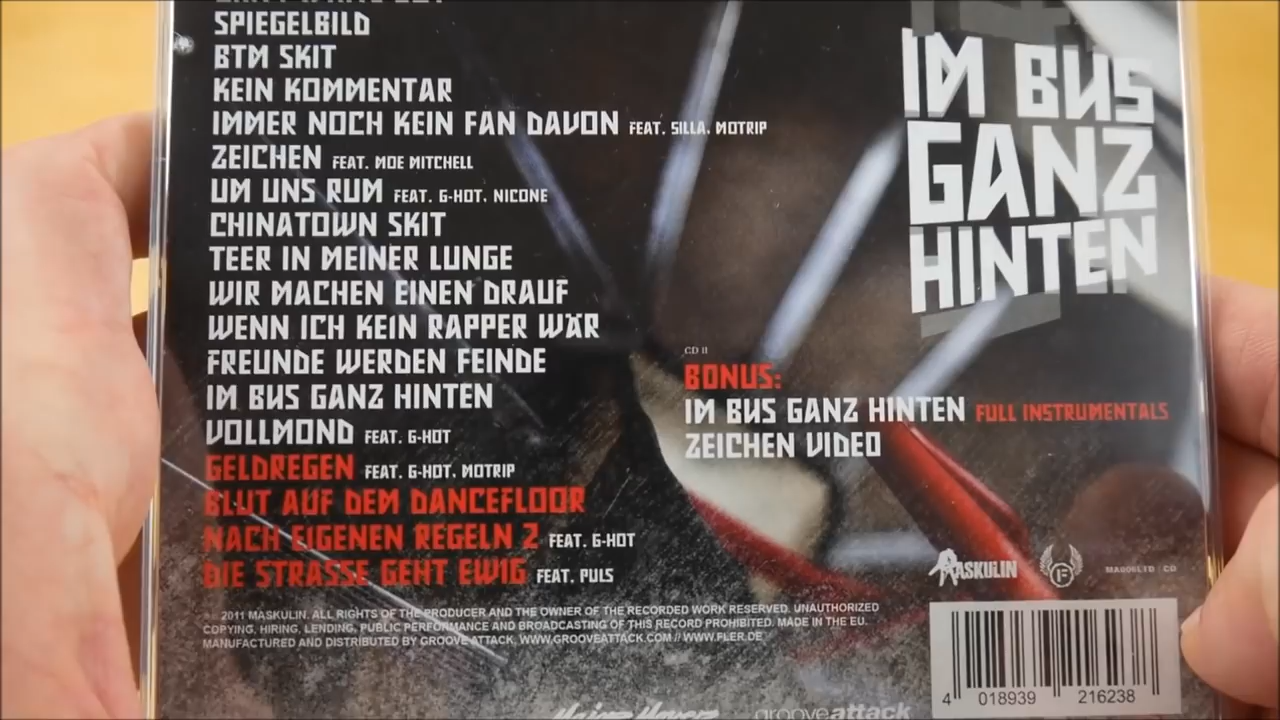 SPIEGELBILD
BTM SKIT
KEIN KOMMENTAR
IMMER NOCH KEIN FAN DAVON FEAT. SILLA, MOTRIP
ZEICHEN FEAT. MOE MITCHELL
UM UNS RUM FEAT. G-HOT, NICONE
CHINATOWN SKIT
TEER IN MEINER LUNGE
WIR MACHEN EINEN DRAUF
WENN ICH KEIN RAPPER WÄR
FREUNDE WERDEN FEINDE
IM BUS GANZ HINTEN
VOLLMOND FEAT. G-HOT
GELDREGEN FEAT. G-HOT, MOTRIP
BLUT AUF DEM DANCEFLOOR
NACH EIGENEN REGELN 2 FEAT. G-HOT
DIE STRASSE GEHT EWIG FEAT. PULS
IM BUS
GANZ
HINTEN
CD II
BONUS:
IM BUS GANZ HINTEN FULL INSTRUMENTALS
ZEICHEN VIDEO
MASKULIN
F
MAS06LTD | CD
2011 MASKULIN. ALL RIGHTS OF THE PRODUCER AND THE OWNER OF THE RECORDED WORK RESERVED. UNAUTHORIZED
COPYING, HIRING, LENDING, PUBLIC PERFORMANCE AND BROADCASTING OF THIS RECORD PROHIBITED. MADE IN THE EU.
MANUFACTURED AND DISTRIBUTED BY GROOVE ATTACK, WWW.GROOVEATTACK.COM // WWW.FLER.DE
4 018939 216238
grooveattack